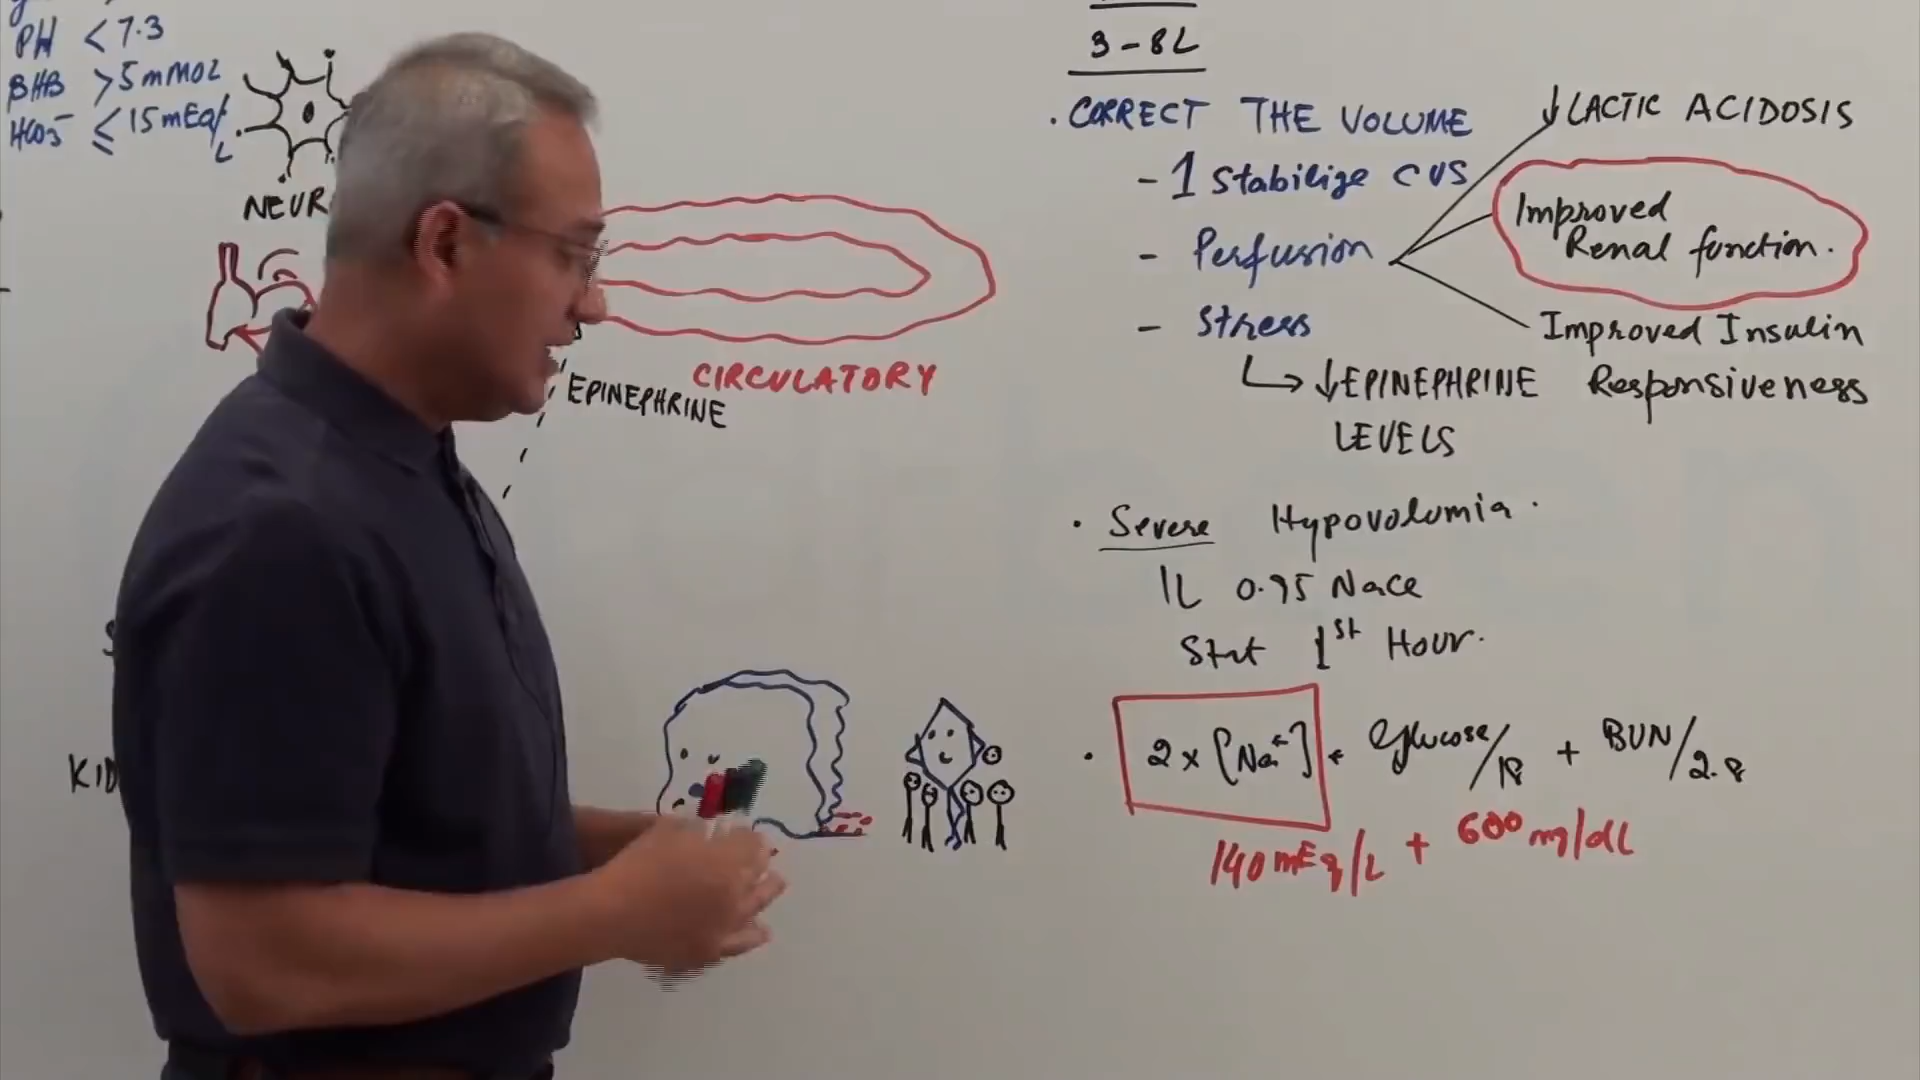 PH < 7.3
BHB > 5 mMOL
HCO3- ≤ 15 mEq/L
NEUR
CIRCULATORY
EPINEPHRINE
KID
3-8L
. CORRECT THE VOLUME
- 1 Stabilize CVS
- Perfusion
- Stress
↓ EPINEPHRINE
LEVELS
↓ LACTIC ACIDOSIS
Improved
Renal function.
Improved Insulin
Responsiveness
. Severe Hypovolumia.
1L 0.95 Nacl
Stat 1st Hour.
. 2 x [Na+] + Glucose/18 + BUN/2.8
140 mEq/L + 600 mg/dL